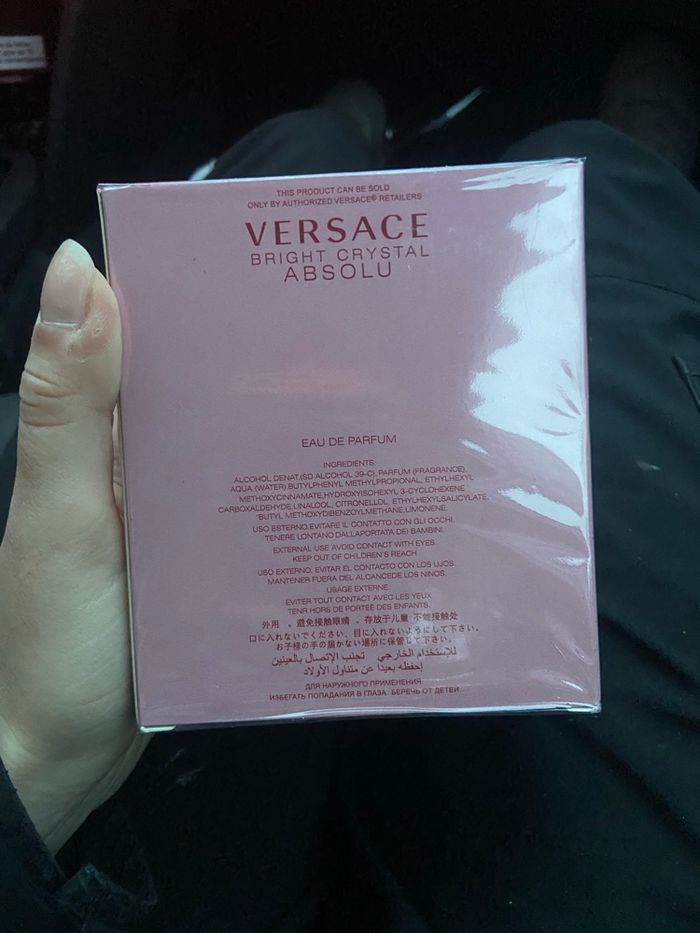 THIS PRODUCT CAN BE SOLD
ONLY BY AUTHORIZED VERSACE® RETAILERS
VERSACE
BRIGHT CRYSTAL
ABSOLU
EAU DE PARFUM
INGREDIENTS:
ALCOHOL DENAT.(SD ALCOHOL 39-C), PARFUM (FRAGRANCE),
AQUA (WATER).BUTYLPHENYL METHYLPROPIONAL, ETHYLHEXYL
METHOXYCINNAMATE,HYDROXYISOHEXYL 3-CYCLOHEXENE
CARBOXALDEHYDE.LINALOOL, CITRONELLOL, ETHYLHEXYLSALICYLATE,
BUTYL METHOXYDIBENZOYLMETHANE,LIMONENE.
USO ESTERNO.EVITARE IL CONTATTO CON GLI OCCHI.
TENERE LONTANO DALLAPORTATA DEI BAMBINI.
EXTERNAL USE AVOID CONTACT WITH EYES.
KEEP OUT OF CHILDREN'S REACH
USO EXTERNO, EVITAR EL CONTACTO CON LOS UJOS.
MANTENER FUERA DEL ALCANCEDE LOS NINOS.
USAGE EXTERNE.
EVITER TOUT CONTACT AVEC LES YEUX
TENR HORS DE PORTEE DES ENFANTS.
外用 。避免接触眼睛 。存放于儿童 不能接触处
口に入れないでください、目に入れないようにして下さい。
お子様の手の届かない場所に保管して下さい。
للإستخدام الخارجي تجنب الإتصال بالعينين
إحفظه بعيداً عن متناول الأولاد
ДЛЯ НАРУЖНОГО ПРИМЕНЕНИЯ
ИЗБЕГАТЬ ПОПАДАНИЯ В ГЛАЗА. БЕРЕЧЬ ОТ ДЕТЕЙ